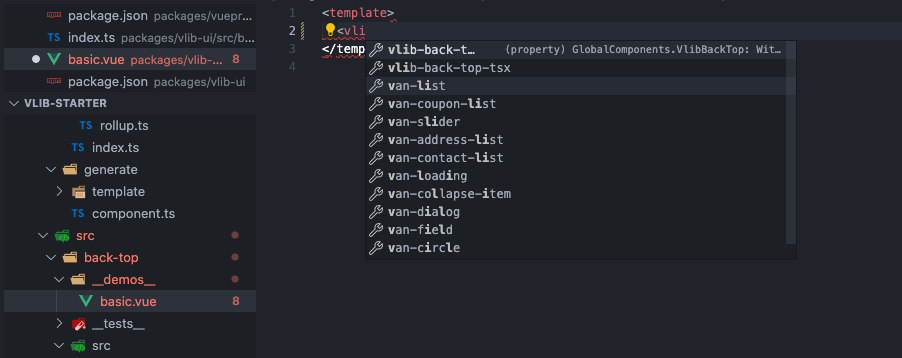 package.json packages/vuepr...
TS index.ts packages/vlib-ui/src/b...
basic.vue packages/vlib-... 8
package.json packages/vlib-ui
VLIB-STARTER
TS rollup.ts
TS index.ts
generate
template
TS component.ts
src
back-top
__demos__
basic.vue 8
__tests__
src
1 <template>
2 <vli
3 </temp
4
vlib-back-t... (property) GlobalComponents.VlibBackTop: Wit...
vlib-back-top-tsx
van-list
van-coupon-list
van-slider
van-address-list
van-contact-list
van-loading
van-collapse-item
van-dialog
van-field
van-circle